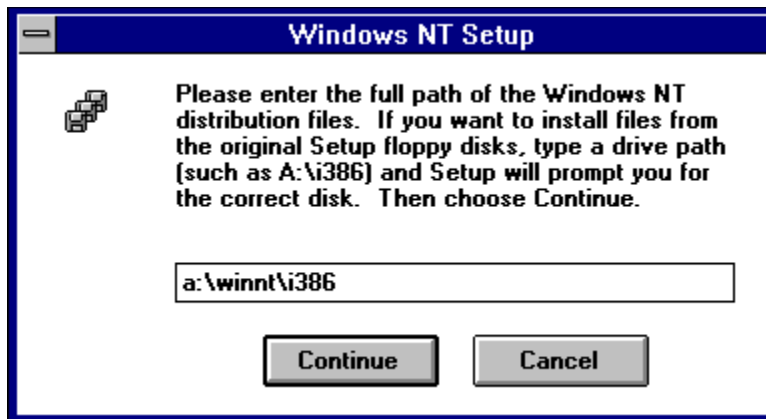 Windows NT Setup
Please enter the full path of the Windows NT
distribution files.  If you want to install files from
the original Setup floppy disks, type a drive path
(such as A:\i386) and Setup will prompt you for
the correct disk.  Then choose Continue.
a:\winnt\i386
Continue Cancel